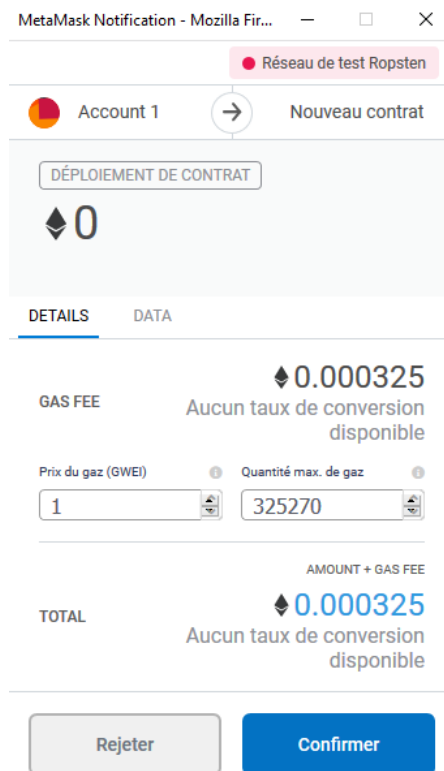 MetaMask Notification - Mozilla Fir...
Réseau de test Ropsten
Account 1
Nouveau contrat
DÉPLOIEMENT DE CONTRAT
0
DETAILS
DATA
GAS FEE
0.000325
Aucun taux de conversion
disponible
Prix du gaz (GWEI)
Quantité max. de gaz
1
325270
AMOUNT + GAS FEE
TOTAL
0.000325
Aucun taux de conversion
disponible
Rejeter
Confirmer